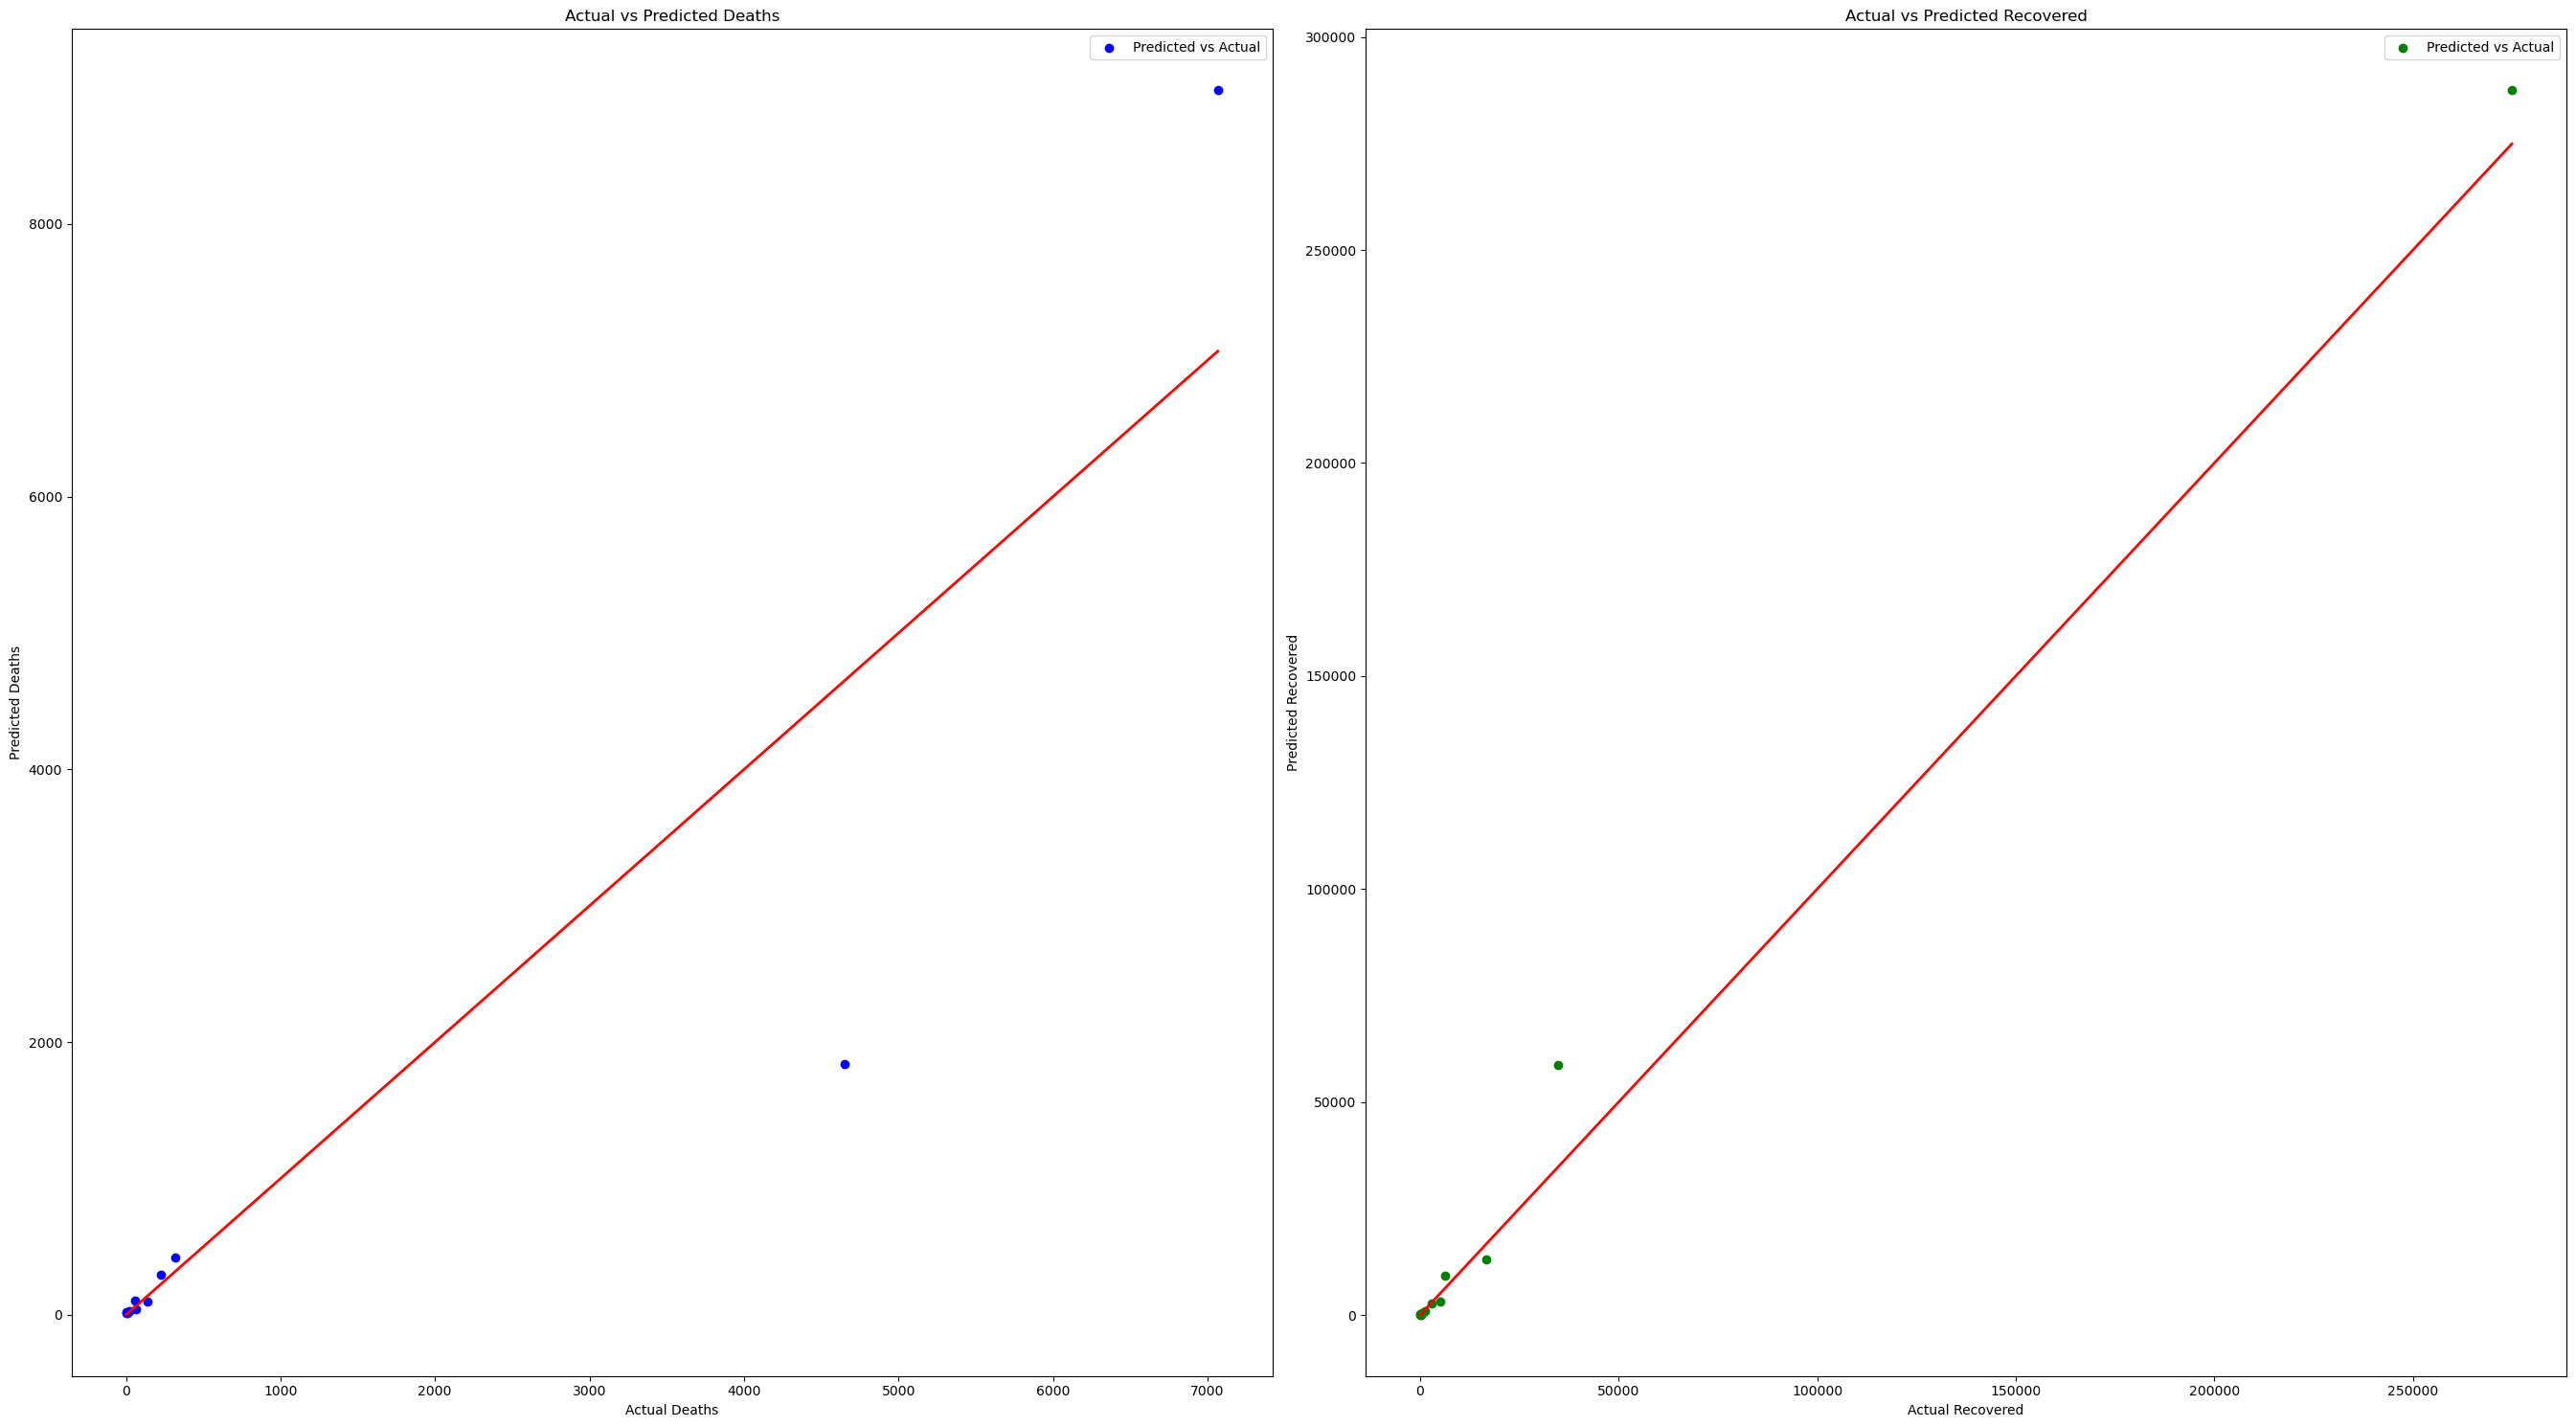 Actual vs Predicted Deaths
Predicted vs Actual
8000
6000
4000
2000
0
Predicted Deaths
0 1000 2000 3000 4000 5000 6000 7000
Actual Deaths
Actual vs Predicted Recovered
Predicted vs Actual
300000
250000
200000
150000
100000
50000
0
Predicted Recovered
0 50000 100000 150000 200000 250000
Actual Recovered